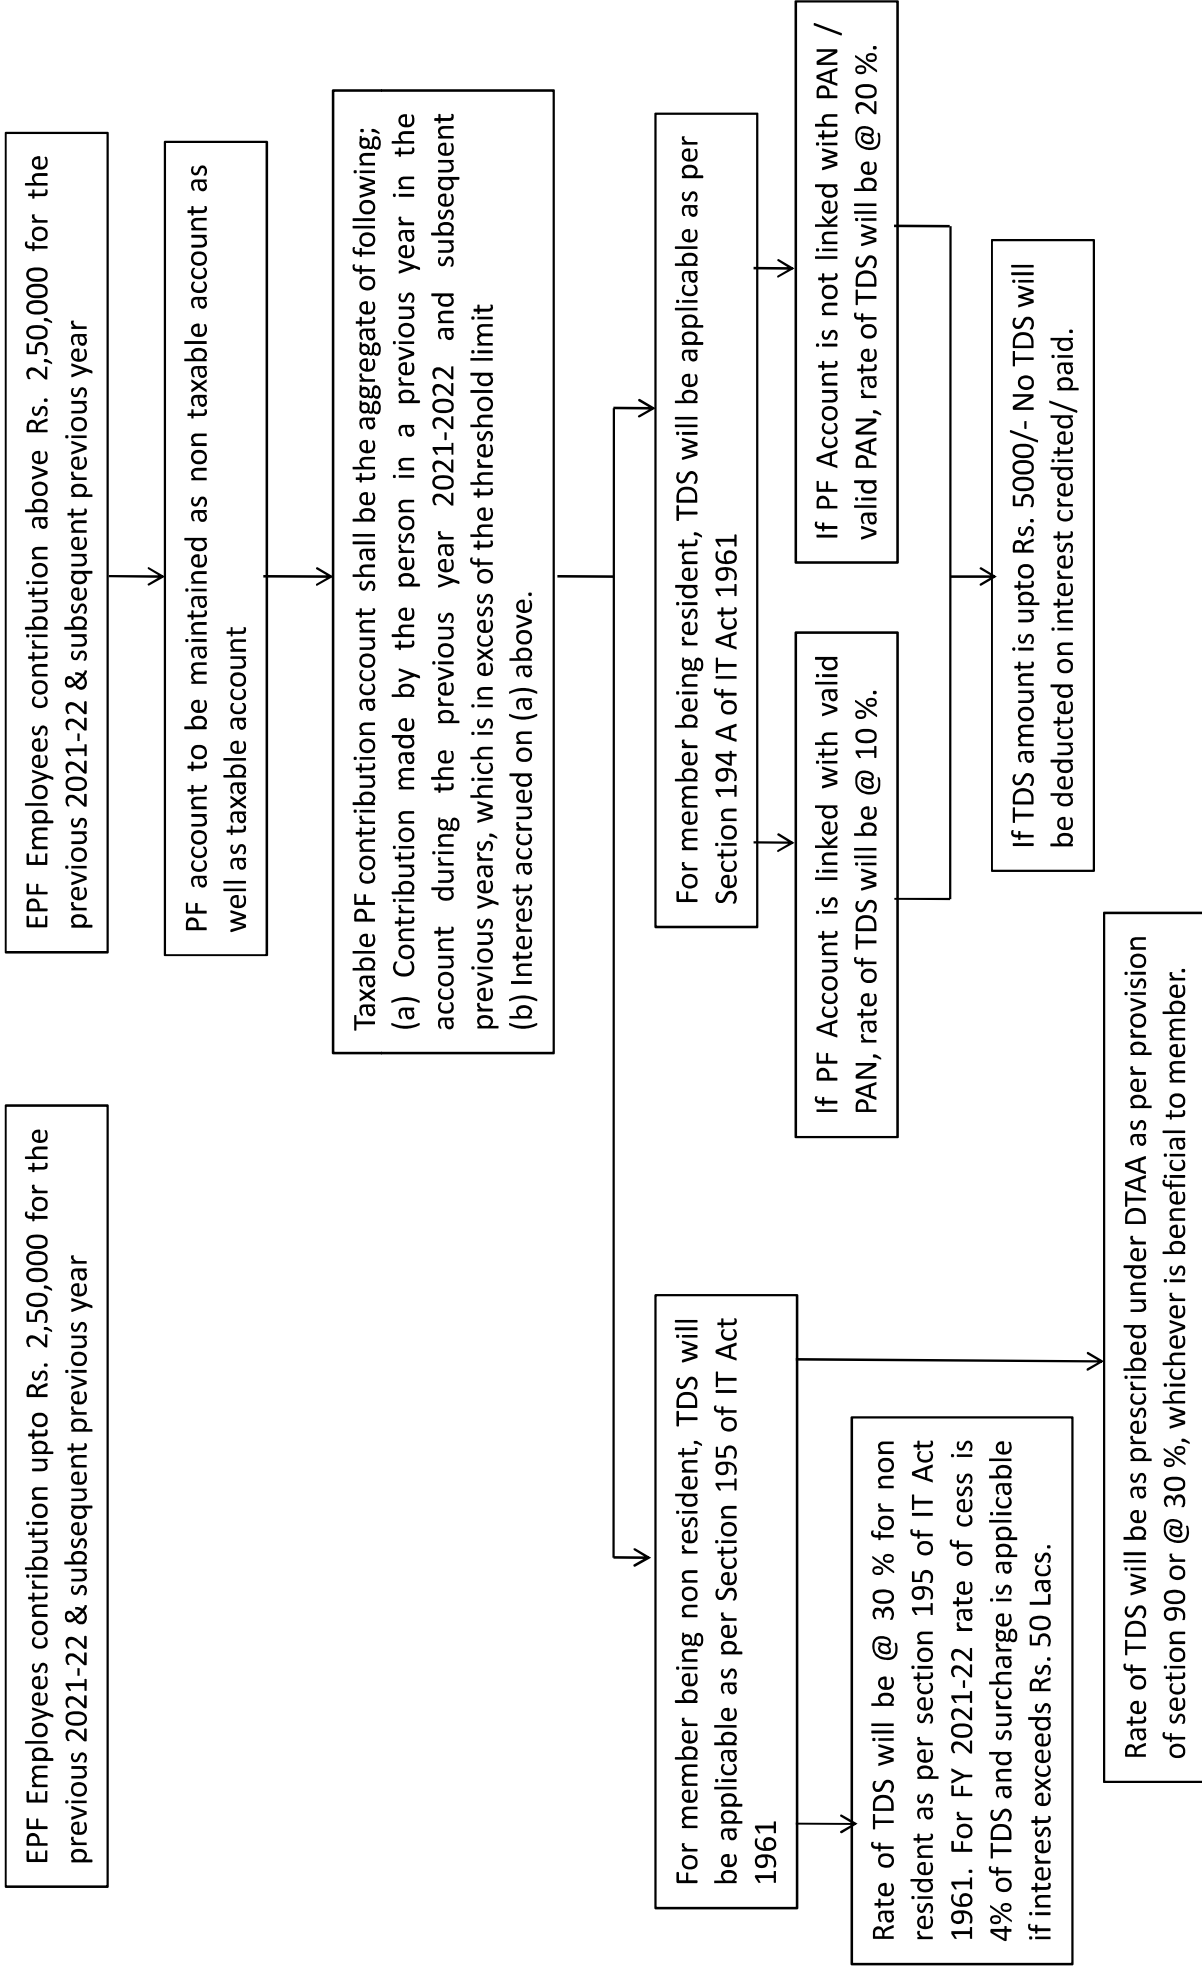 EPF Employees contribution upto Rs. 2,50,000 for the
previous 2021-22 & subsequent previous year
EPF Employees contribution above Rs. 2,50,000 for the
previous 2021-22 & subsequent previous year
PF account to be maintained as non taxable account as
well as taxable account
Taxable PF contribution account shall be the aggregate of following;
(a) Contribution made by the person in a previous year in the
account during the previous year 2021-2022 and subsequent
previous years, which is in excess of the threshold limit
(b) Interest accrued on (a) above.
For member being non resident, TDS will
be applicable as per Section 195 of IT Act
1961
For member being resident, TDS will be applicable as per
Section 194 A of IT Act 1961
If PF Account is linked with valid
PAN, rate of TDS will be @ 10 %.
If PF Account is not linked with PAN /
valid PAN, rate of TDS will be @ 20 %.
Rate of TDS will be @ 30 % for non
resident as per section 195 of IT Act
1961. For FY 2021-22 rate of cess is
4% of TDS and surcharge is applicable
if interest exceeds Rs. 50 Lacs.
If TDS amount is upto Rs. 5000/- No TDS will
be deducted on interest credited/ paid.
Rate of TDS will be as prescribed under DTAA as per provision
of section 90 or @ 30 %, whichever is beneficial to member.